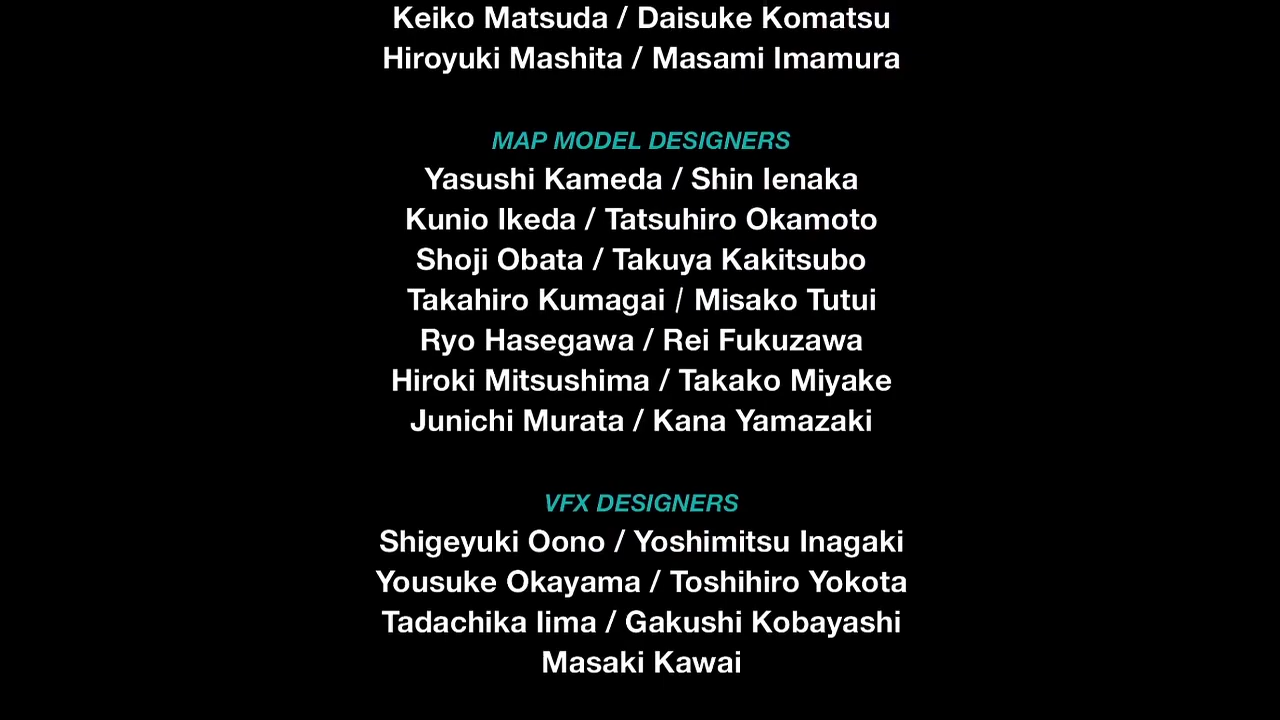 Keiko Matsuda / Daisuke Komatsu
Hiroyuki Mashita / Masami Imamura
MAP MODEL DESIGNERS
Yasushi Kameda / Shin Ienaka
Kunio Ikeda / Tatsuhiro Okamoto
Shoji Obata / Takuya Kakitsubo
Takahiro Kumagai / Misako Tutui
Ryo Hasegawa / Rei Fukuzawa
Hiroki Mitsushima / Takako Miyake
Junichi Murata / Kana Yamazaki
VFX DESIGNERS
Shigeyuki Oono / Yoshimitsu Inagaki
Yousuke Okayama / Toshihiro Yokota
Tadachika Iima / Gakushi Kobayashi
Masaki Kawai